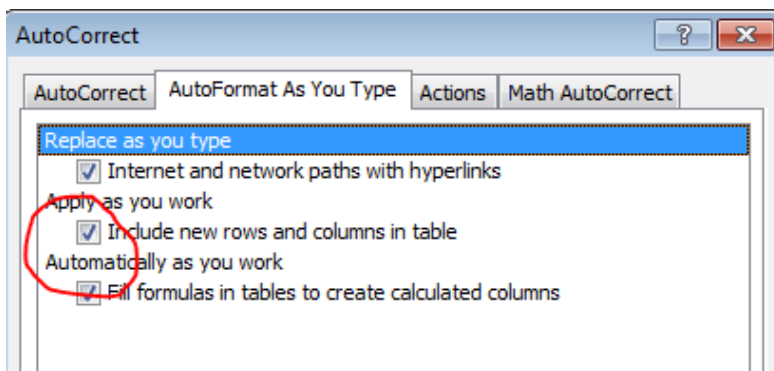 AutoCorrect
?
AutoCorrect AutoFormat As You Type Actions Math AutoCorrect
Replace as you type
Internet and network paths with hyperlinks
Apply as you work
Include new rows and columns in table
Automatically as you work
Fill formulas in tables to create calculated columns